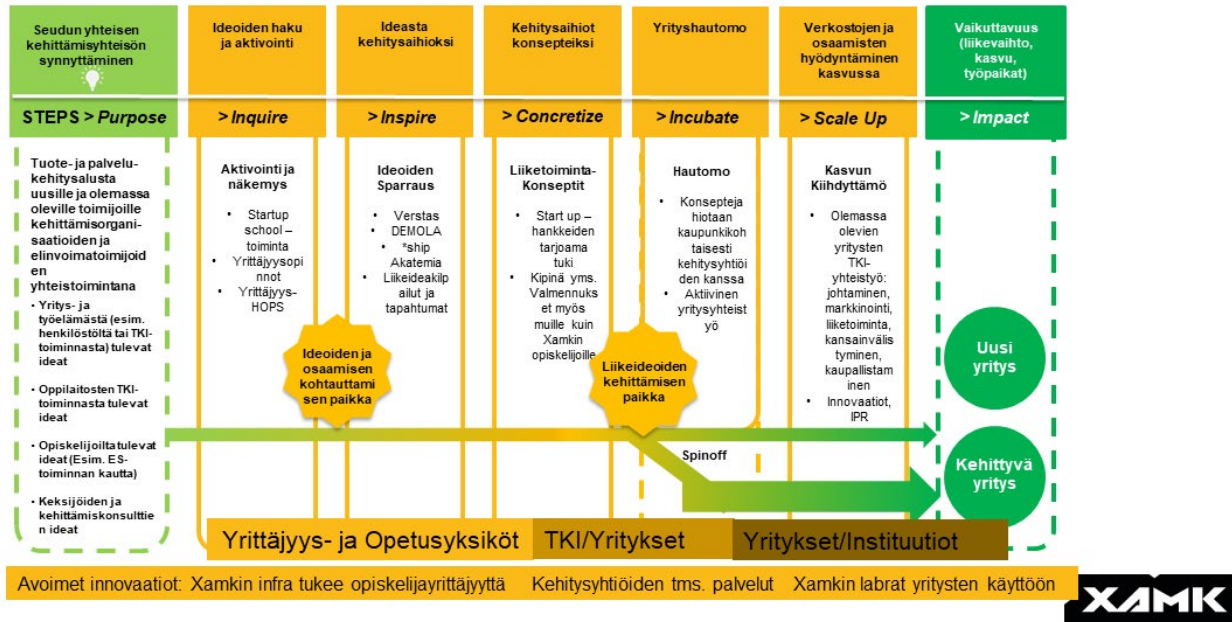 Seudun yhteisen
kehittämisyhteisön
synnyttäminen
STEPS > Purpose
Tuote- ja palvelu-
kehitysalusta
uusille ja olemassa
oleville toimijoille
kehittämisorgani-
saatioiden ja
elinvoimatoimijoid
en
yhteistoimintana
• Yritys- ja
työelämästä (esim.
henkilöstöltä tai TKI-
toiminnasta) tulevat
ideat
• Oppilaitosten TKI-
toiminnasta tulevat
ideat
• Opiskelijoilta tulevat
ideat (Esim. ES-
toiminnan kautta)
• Keksijöiden ja
kehittämiskonsulttie
n ideat
Ideoiden haku
ja aktivointi
> Inquire
Aktivointi ja
näkemys
• Startup
school –
toiminta
• Yrittäjyysopi
nnot
• Yrittäjyys-
HOPS
Ideasta
kehitysaihioksi
> Inspire
Ideoiden
Sparraus
• Verstas
• DEMOLA
• *ship
Akatemia
• Liikeideakilp
ailut ja
tapahtumat
Ideoiden ja
osaamisen
kohtauttami
sen paikka
Kehitysaihiot
konsepteiksi
> Concretize
Liiketoiminta-
Konseptit
• Start up –
hankkeiden
tarjoama
tuki
• Kipinä yms.
Valmennuks
et myös
muille kuin
Xamkin
opiskelijoille
Liikeideoiden
kehittämisen
paikka
Yrityshautomo
> Incubate
Hautomo
• Konsepteja
hiotaan
kaupunkikoh
taisesti
kehitysyhtiöi
den kanssa
• Aktiivinen
yritysyhteist
yö
Spinoff
Verkostojen ja
osaamisten
hyödyntäminen
kasvussa
> Scale Up
Kasvun
Kiihdyttämö
• Olemassa
olevien
yritysten
TKI-
yhteistyö:
johtaminen,
markkinointi,
liiketoiminta,
kansainvälis
tyminen,
kaupallistam
inen
• Innovaatiot,
IPR
Vaikuttavuus
(liikevaihto,
kasvu,
työpaikat)
> Impact
Uusi
yritys
Kehittyvä
yritys
Yrittäjyys- ja Opetusyksiköt
TKI/Yritykset
Yritykset/Instituutiot
Avoimet innovaatiot: Xamkin infra tukee opiskelijayrittäjyyttä Kehitysyhtiöiden tms. palvelut Xamkin labrat yritysten käyttöön
XAMK